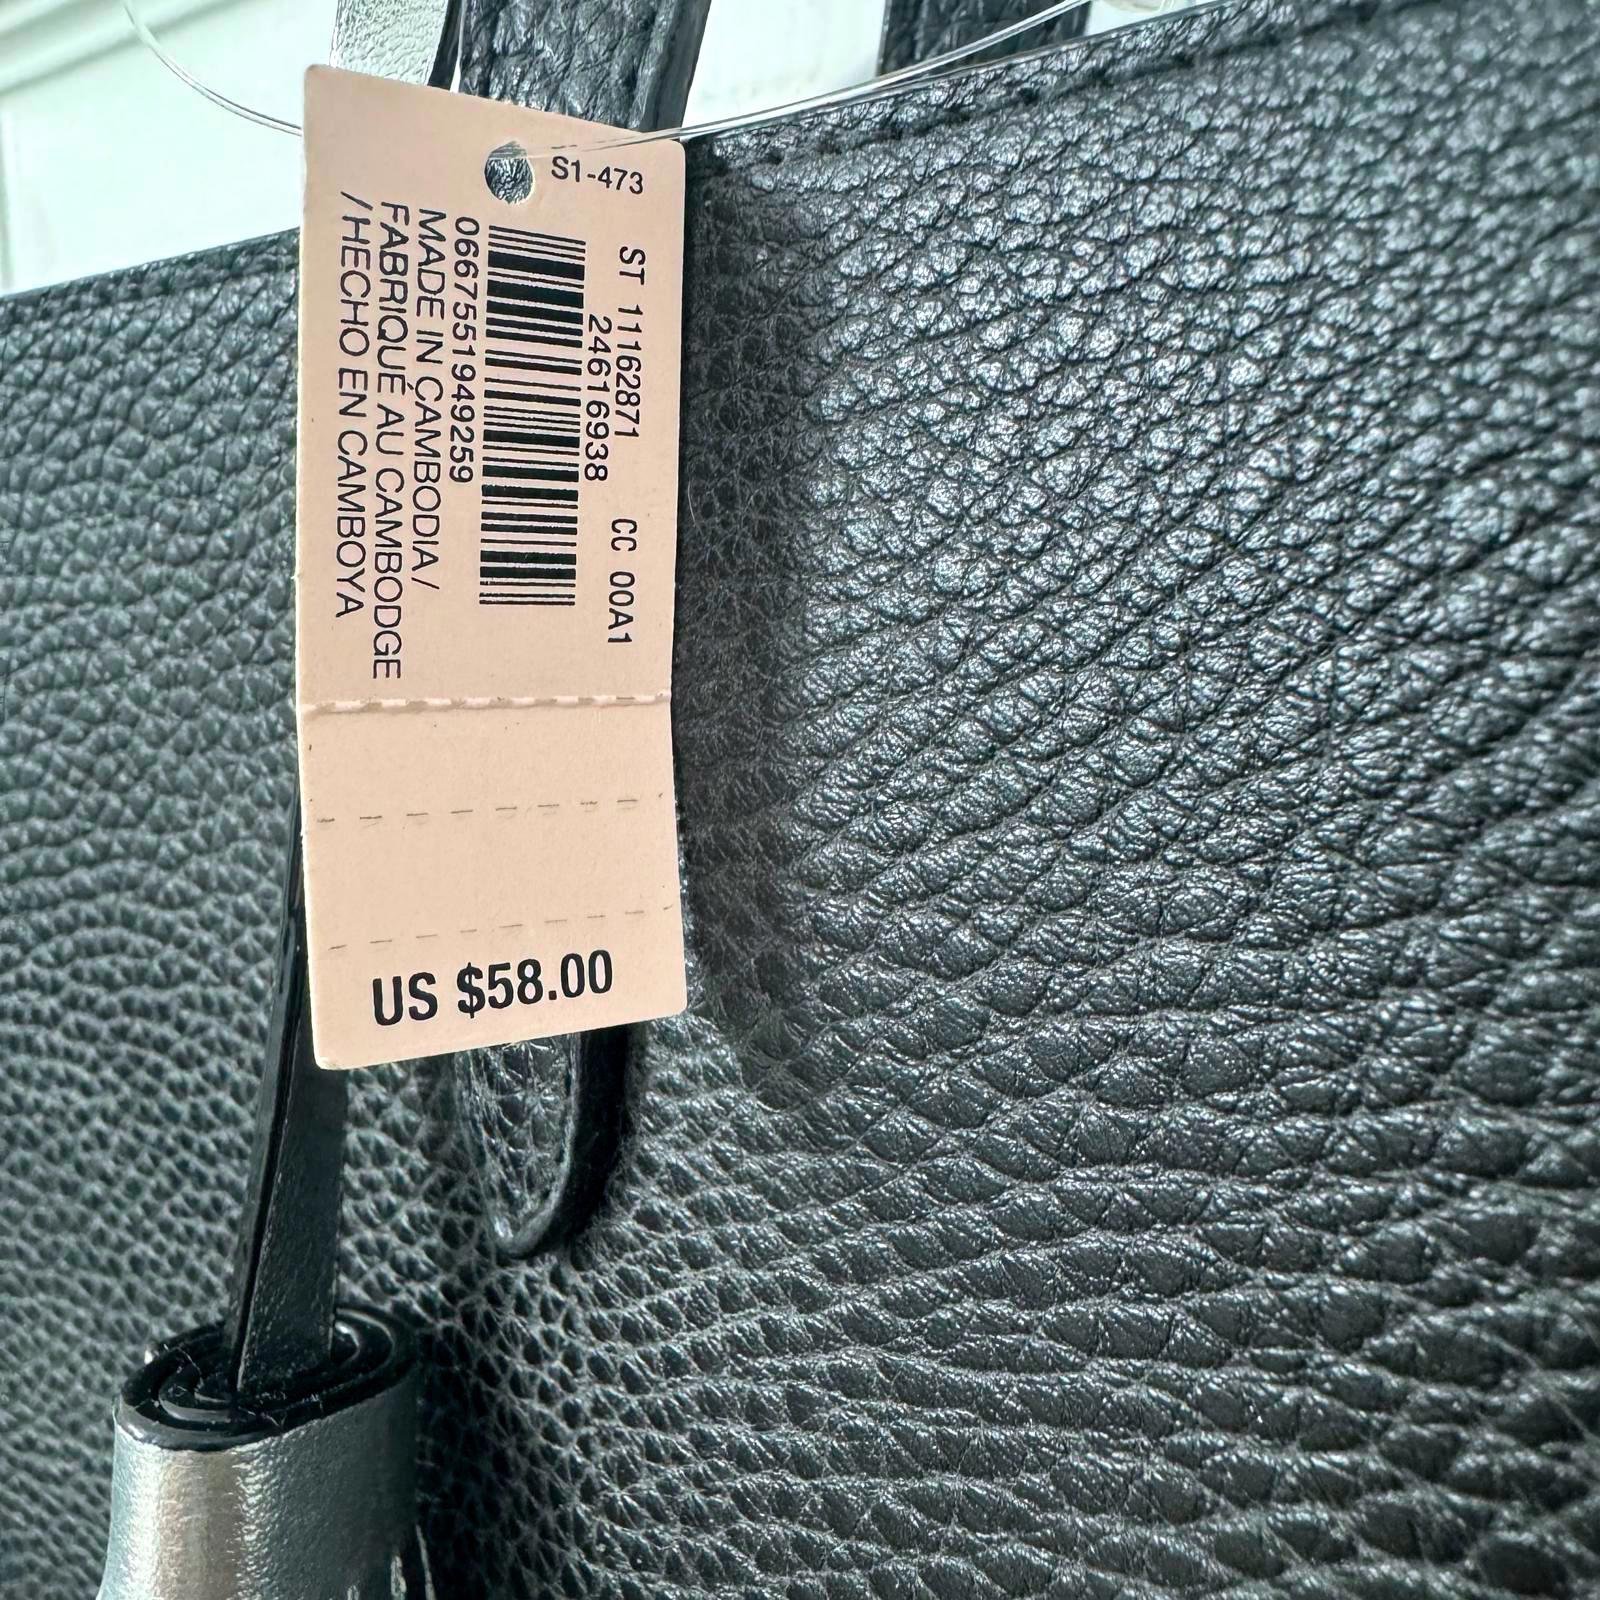 S1-473
ST 11162871 CC 00A1
24616938
0667551949259
MADE IN CAMBODIA/
FABRIQUÉ AU CAMBODGE
/HECHO EN CAMBOYA
US $58.00